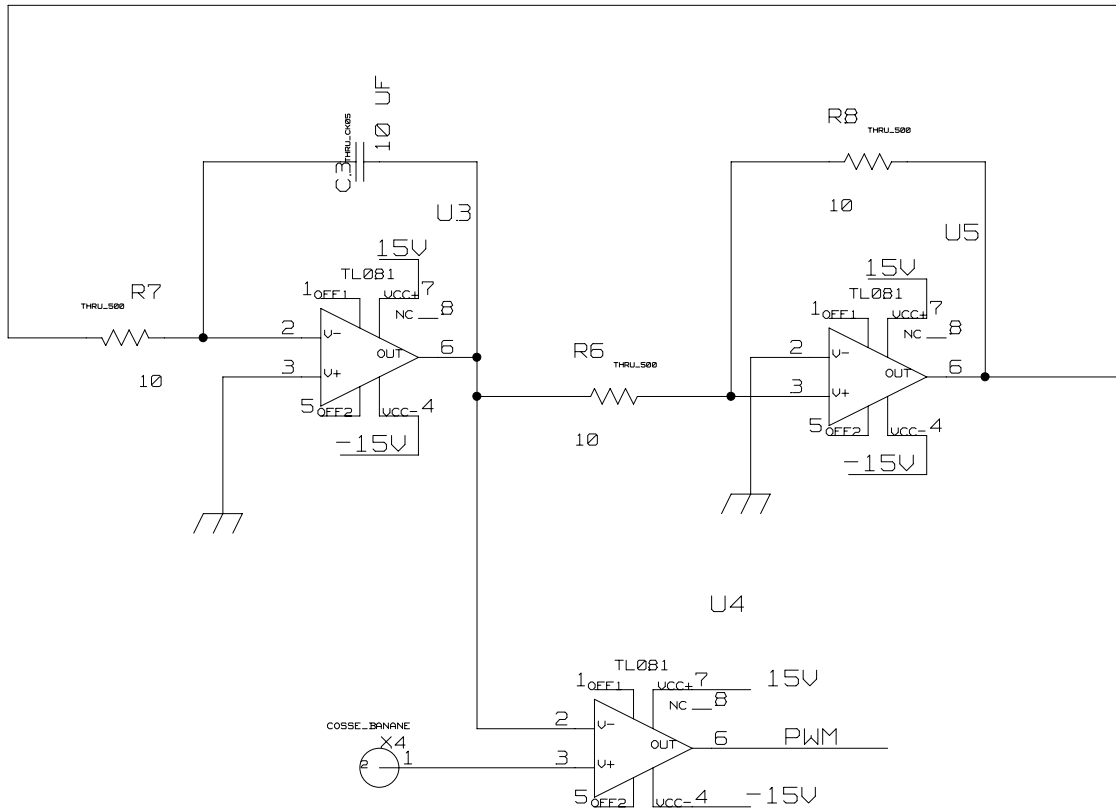 10 UF
THRU_CK05
C3
U3
15V
TL081
1 OFF1
VCC+ 7
NC 8
2 V-
OUT 6
3 V+
5 OFF2
VCC- 4
-15V
R7
THRU_500
10
R8
THRU_500
10
U5
15V
TL081
1 OFF1
VCC+ 7
NC 8
2 V-
OUT 6
3 V+
5 OFF2
VCC- 4
-15V
R6
THRU_500
10
U4
TL081
1 OFF1
VCC+ 7
15V
NC 8
2 V-
OUT 6
PWM
3 V+
5 OFF2
VCC- 4
-15V
COSSE_BANANE
X4
2
1